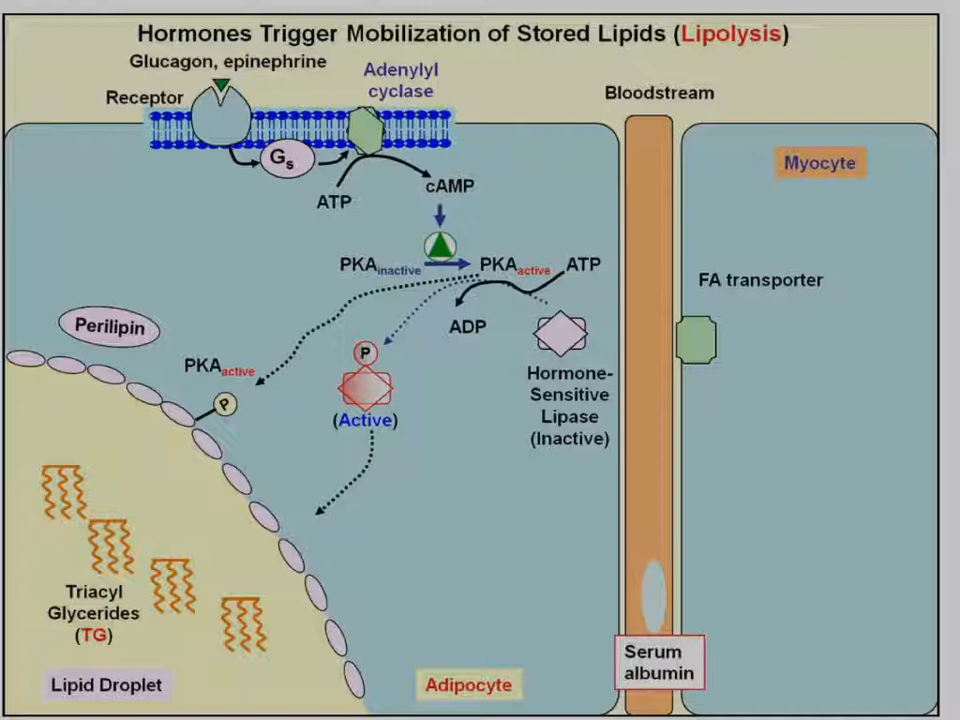 Hormones Trigger Mobilization of Stored Lipids (Lipolysis)
Glucagon, epinephrine
Adenylyl
cyclase
Receptor
Bloodstream
Gs
Myocyte
ATP
cAMP
PKAinactive
PKAactive
ATP
FA transporter
ADP
Perilipin
P
PKAactive
P
(Active)
Hormone-
Sensitive
Lipase
(Inactive)
Triacyl
Glycerides
(TG)
Serum
albumin
Lipid Droplet
Adipocyte